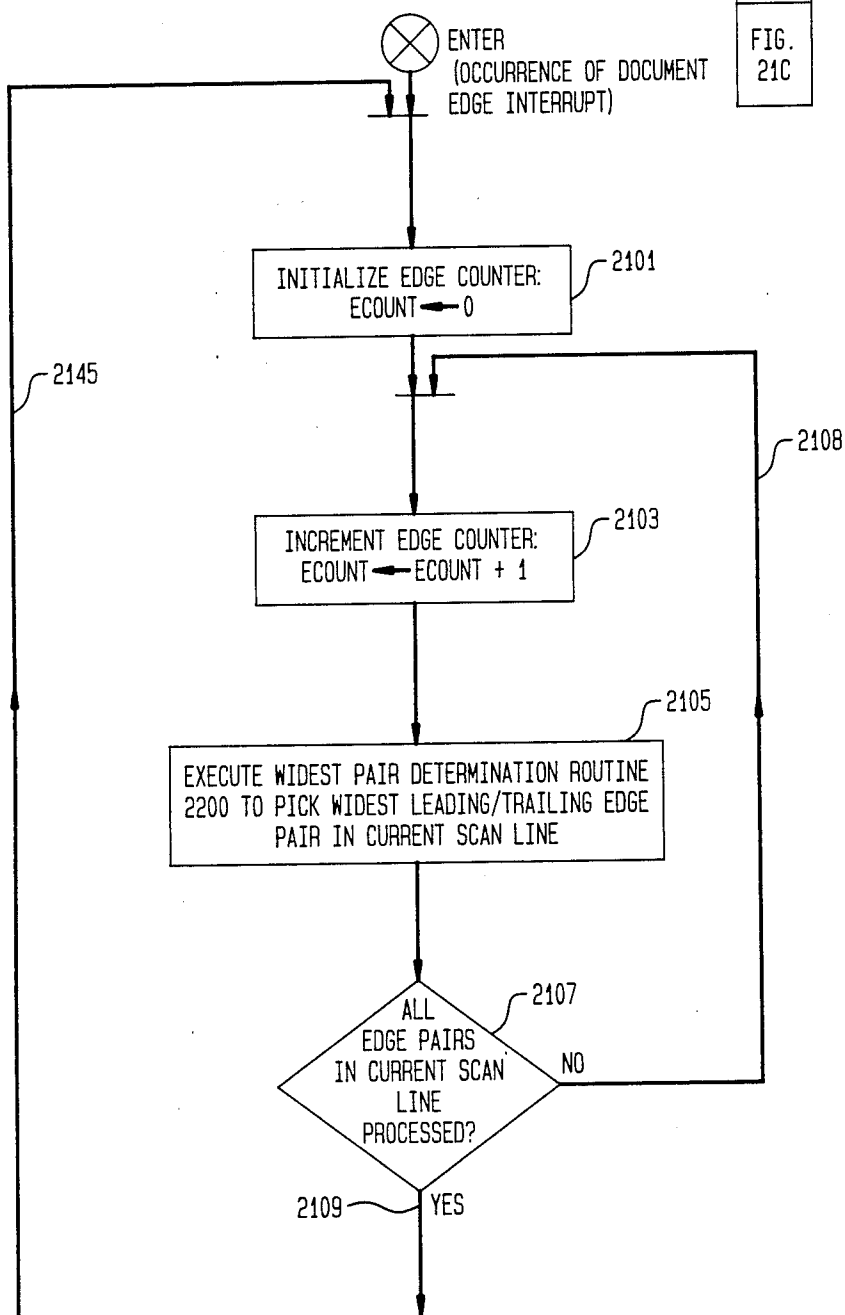 ENTER
(OCCURRENCE OF DOCUMENT
EDGE INTERRUPT)
FIG.
21C
INITIALIZE EDGE COUNTER:
ECOUNT ← 0
2101
2145
2108
INCREMENT EDGE COUNTER:
ECOUNT ← ECOUNT + 1
2103
2105
EXECUTE WIDEST PAIR DETERMINATION ROUTINE
2200 TO PICK WIDEST LEADING/TRAILING EDGE
PAIR IN CURRENT SCAN LINE
2107
ALL
EDGE PAIRS
IN CURRENT SCAN
LINE
PROCESSED?
NO
2109
YES